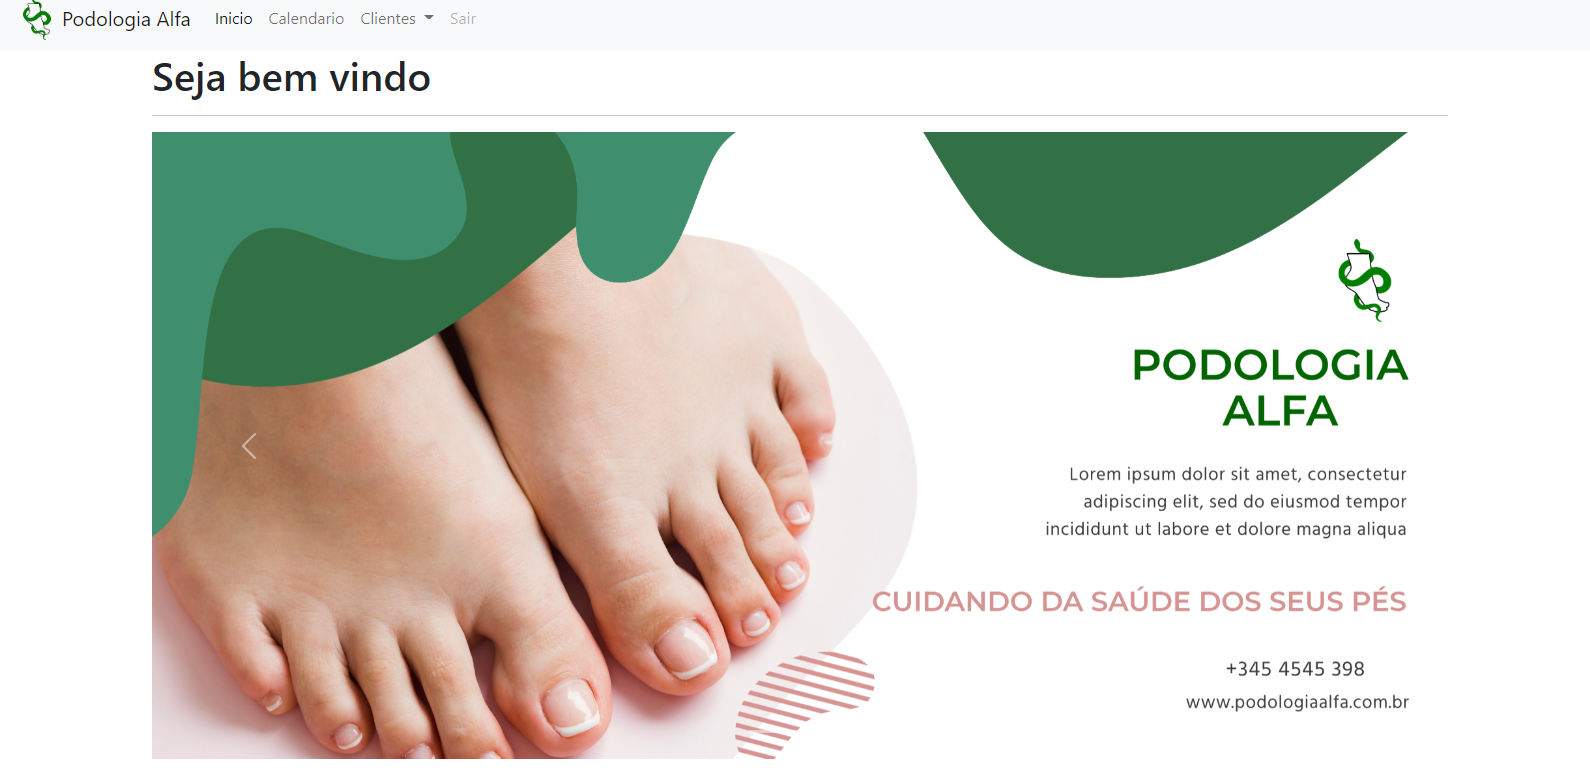 Podologia Alfa Inicio Calendario Clientes Sair
Seja bem vindo
PODOLOGIA
ALFA
Lorem ipsum dolor sit amet, consectetur
adipiscing elit, sed do eiusmod tempor
incididunt ut labore et dolore magna aliqua
CUIDANDO DA SAÚDE DOS SEUS PÉS
+345 4545 398
www.podologiaalfa.com.br